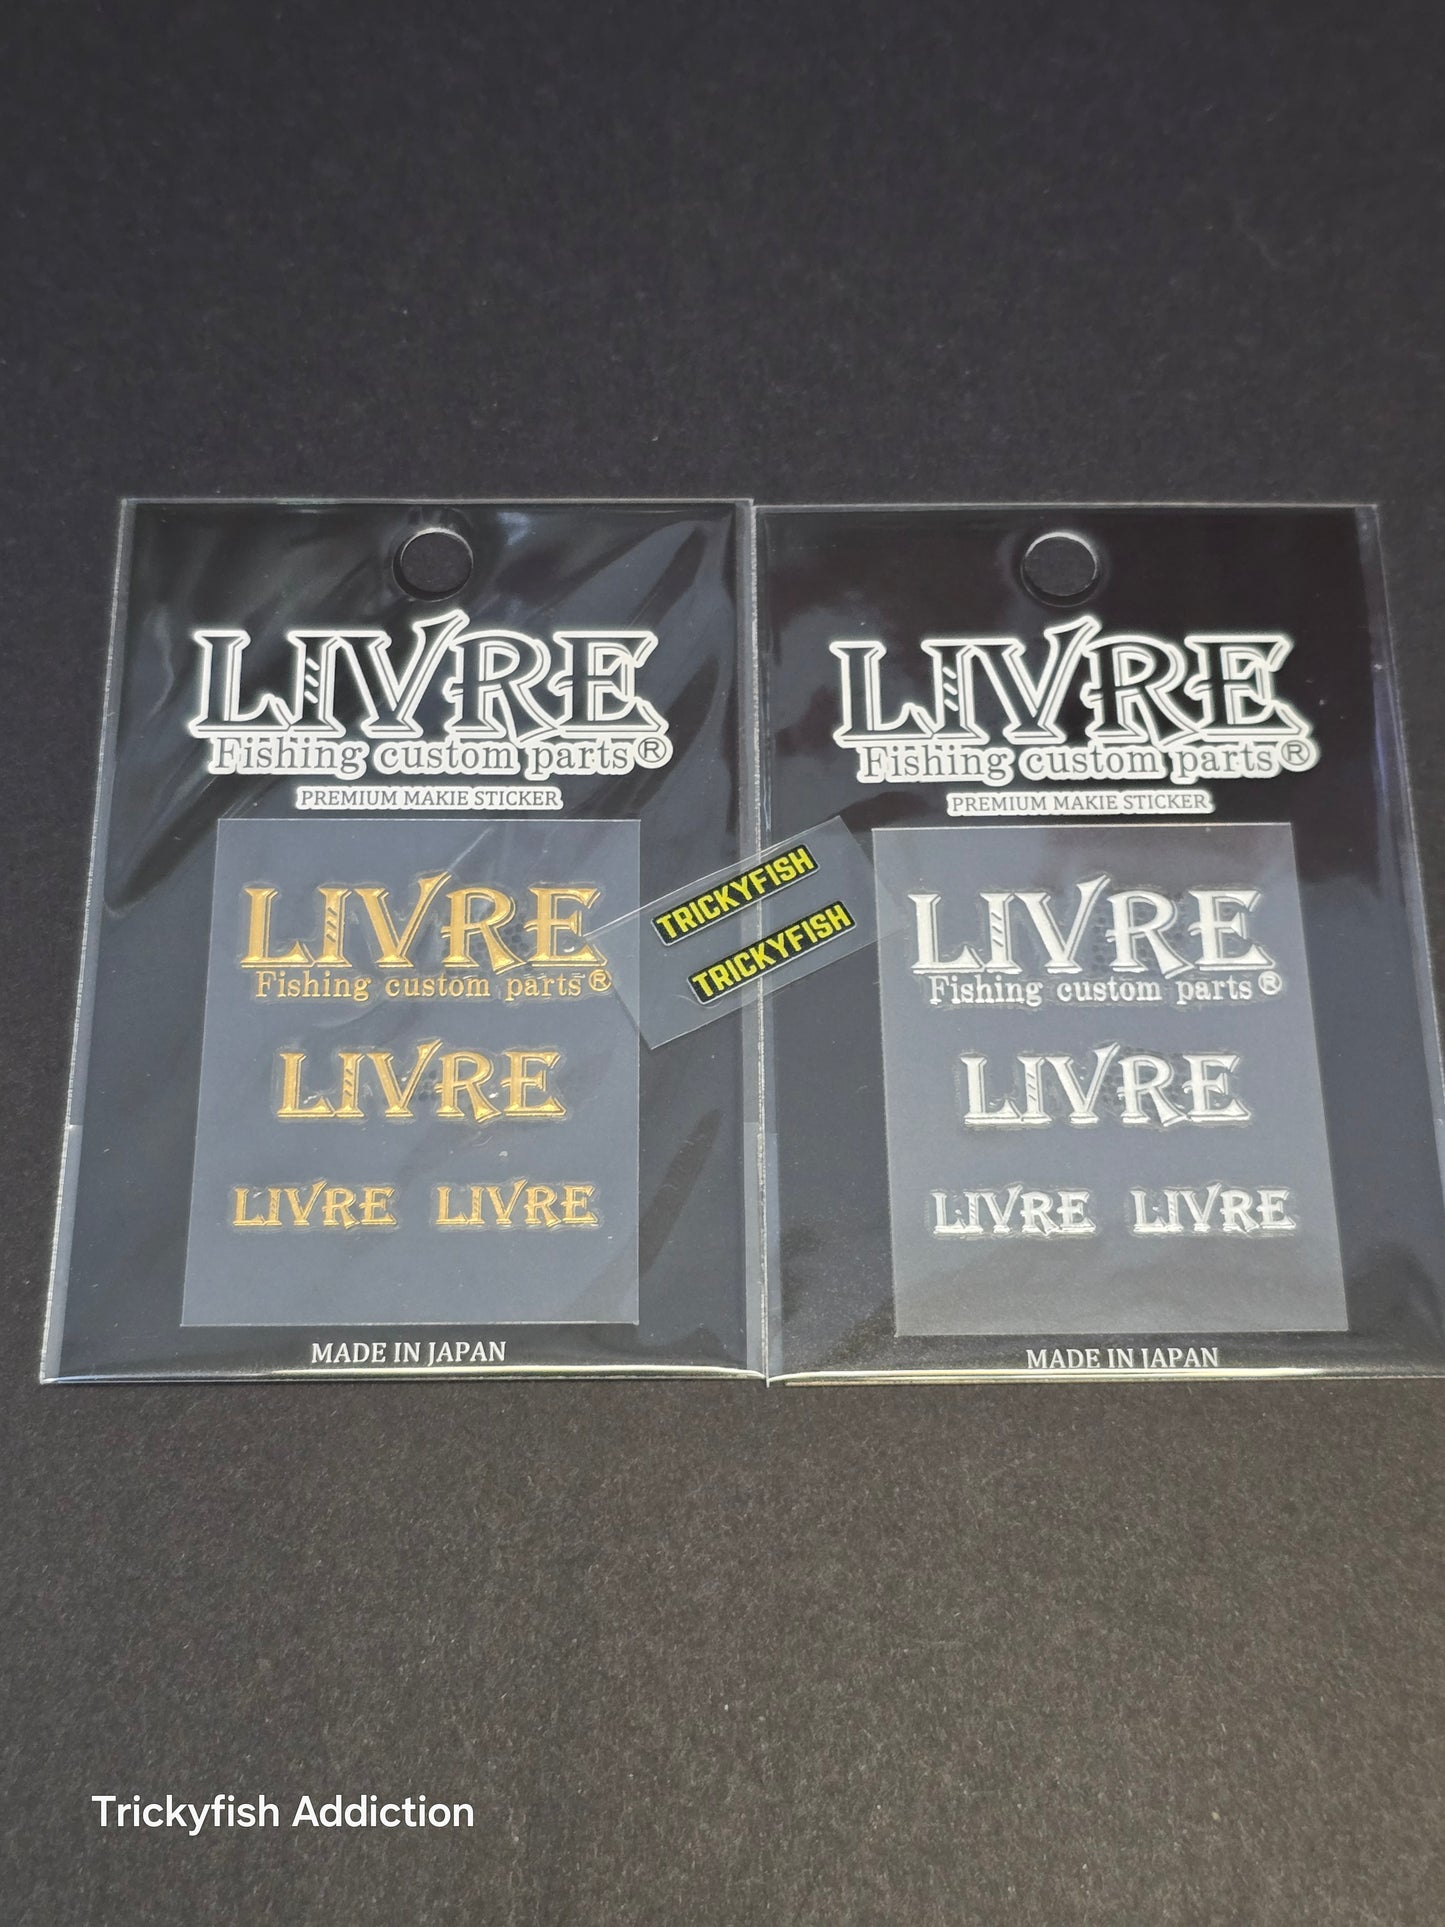 LIVRE
Fishing custom parts®
PREMIUM MAKIE STICKER
LIVRE
Fishing custom parts®
LIVRE
LIVRE LIVRE
MADE IN JAPAN
TRICKYFISH
TRICKYFISH
LIVRE
Fishing custom parts®
PREMIUM MAKIE STICKER
LIVRE
Fishing custom parts®
LIVRE
LIVRE LIVRE
MADE IN JAPAN
Trickyfish Addiction